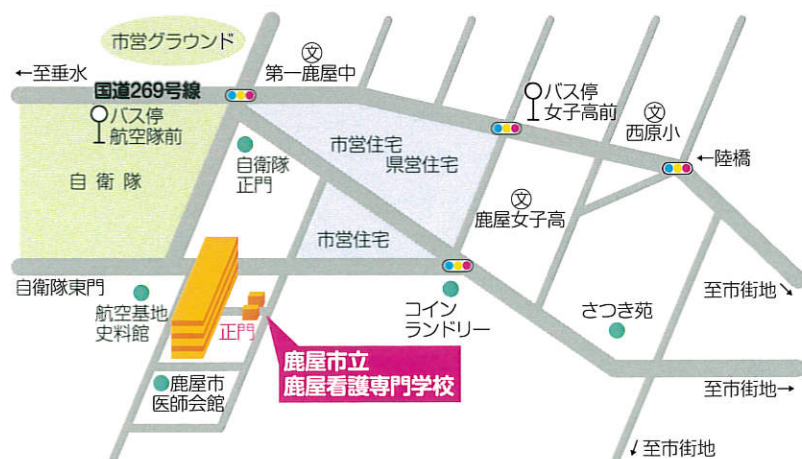 市営グラウンド
文
第一鹿屋中
←至垂水
国道269号線
バス停
航空隊前
バス停
女子高前
文
西原小
自衛隊
正門
市営住宅
県営住宅
←陸橋
自衛隊
文
鹿屋女子高
市営住宅
自衛隊東門
至市街地
↘
航空基地
史料館
正門
コイン
ランドリー
さつき苑
鹿屋市立
鹿屋看護専門学校
鹿屋市
医師会館
至市街地→
↙至市街地